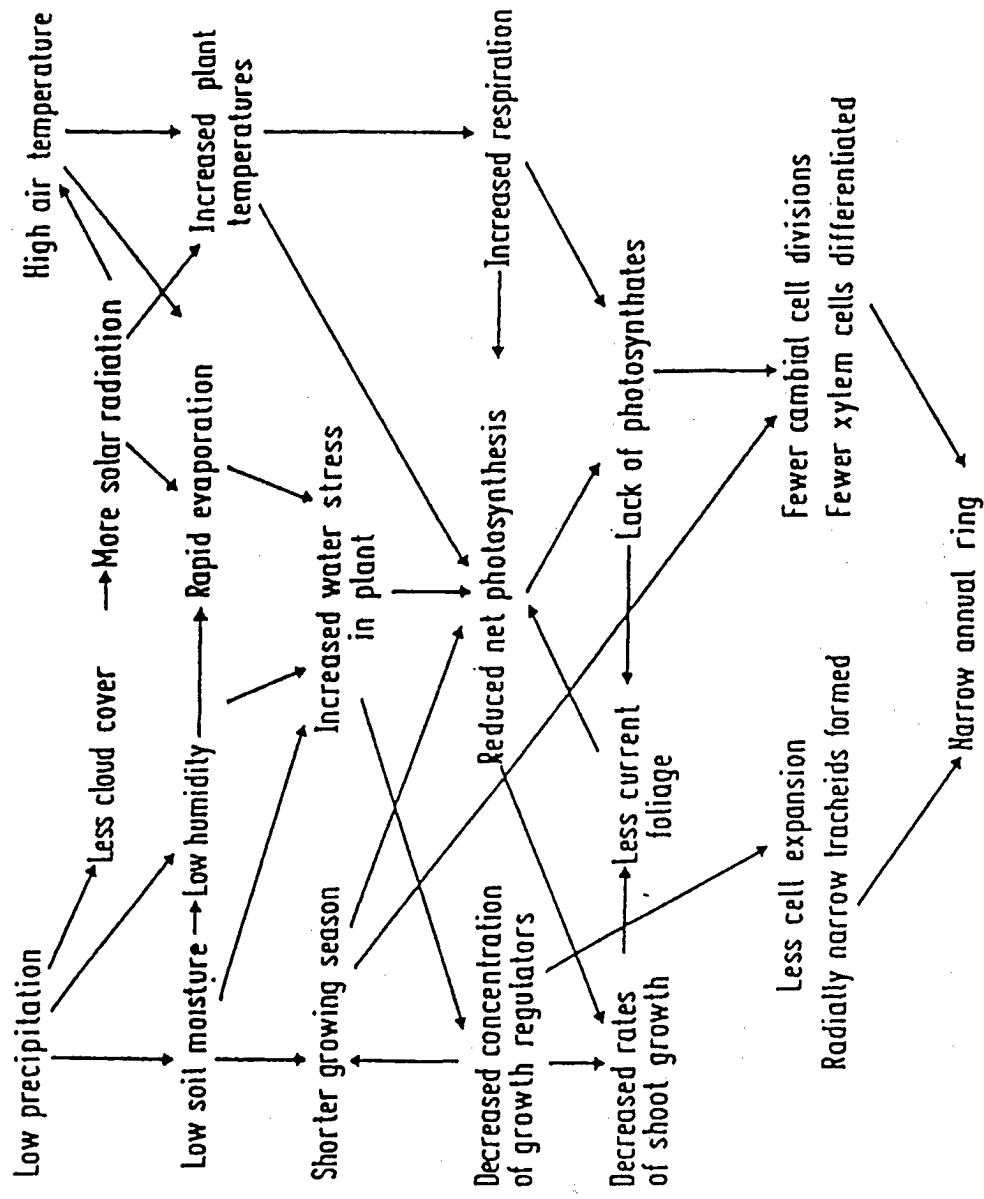 Low precipitation
High air temperature
Less cloud cover
More solar radiation
Low soil moisture
Low humidity
Rapid evaporation
Increased plant
temperatures
Shorter growing season
Increased water stress
in plant
Decreased concentration
of growth regulators
Reduced net photosynthesis
Increased respiration
Decreased rates
of shoot growth
Less current
foliage
Lack of photosynthates
Less cell expansion
Radially narrow tracheids formed
Fewer cambial cell divisions
Fewer xylem cells differentiated
Narrow annual ring